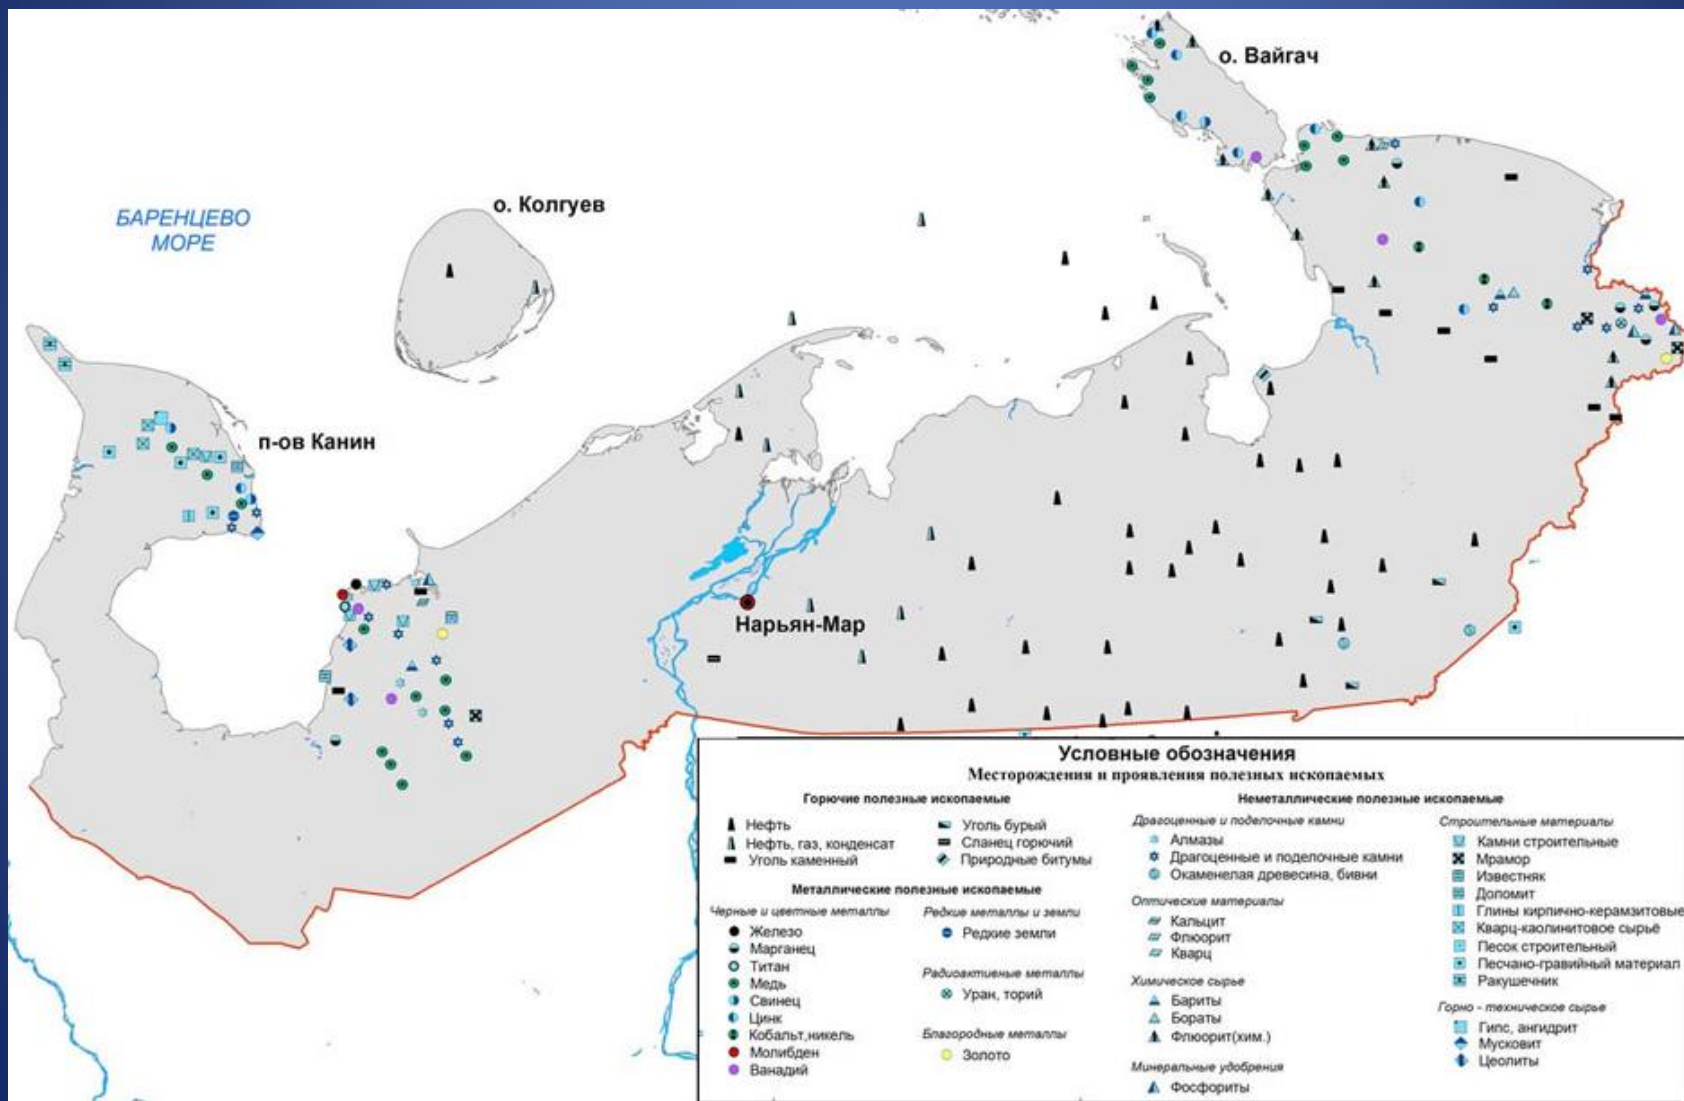 о. Вайгач
о. Колгуев
БАРЕНЦЕВО
МОРЕ
п-ов Канин
Нарьян-Мар
Условные обозначения
Месторождения и проявления полезных ископаемых
Горючие полезные ископаемые
Нефть
Нефть, газ, конденсат
Уголь каменный
Уголь бурый
Сланец горючий
Природные битумы
Металлические полезные ископаемые
Черные и цветные металлы
Железо
Марганец
Титан
Медь
Свинец
Цинк
Кобальт,никель
Молибден
Ванадий
Редкие металлы и земли
Редкие земли
Радиоактивные металлы
Уран, торий
Благородные металлы
Золото
Неметаллические полезные ископаемые
Драгоценные и поделочные камни
Алмазы
Драгоценные и поделочные камни
Окаменелая древесина, бивни
Оптические материалы
Кальцит
Флюорит
Кварц
Химическое сырье
Бариты
Бораты
Флюорит(хим.)
Минеральные удобрения
Фосфориты
Строительные материалы
Камни строительные
Мрамор
Известняк
Доломит
Глины кирпично-керамзитовые
Кварц-каолинитовое сырьё
Песок строительный
Песчано-гравийный материал
Ракушечник
Горно - техническое сырье
Гипс, ангидрит
Мусковит
Цеолиты